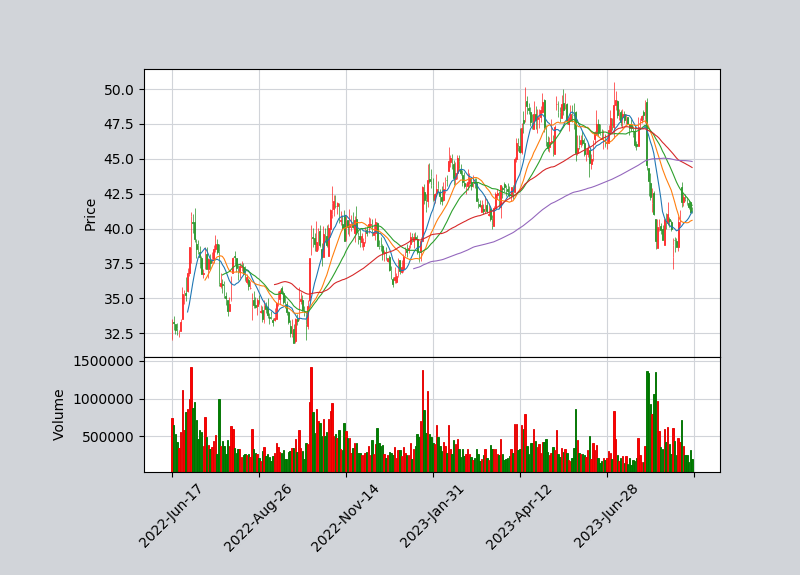 Price
50.0
47.5
45.0
42.5
40.0
37.5
35.0
32.5
Volume
1500000
1000000
500000
2022-Jun-17
2022-Aug-26
2022-Nov-14
2023-Jan-31
2023-Apr-12
2023-Jun-28